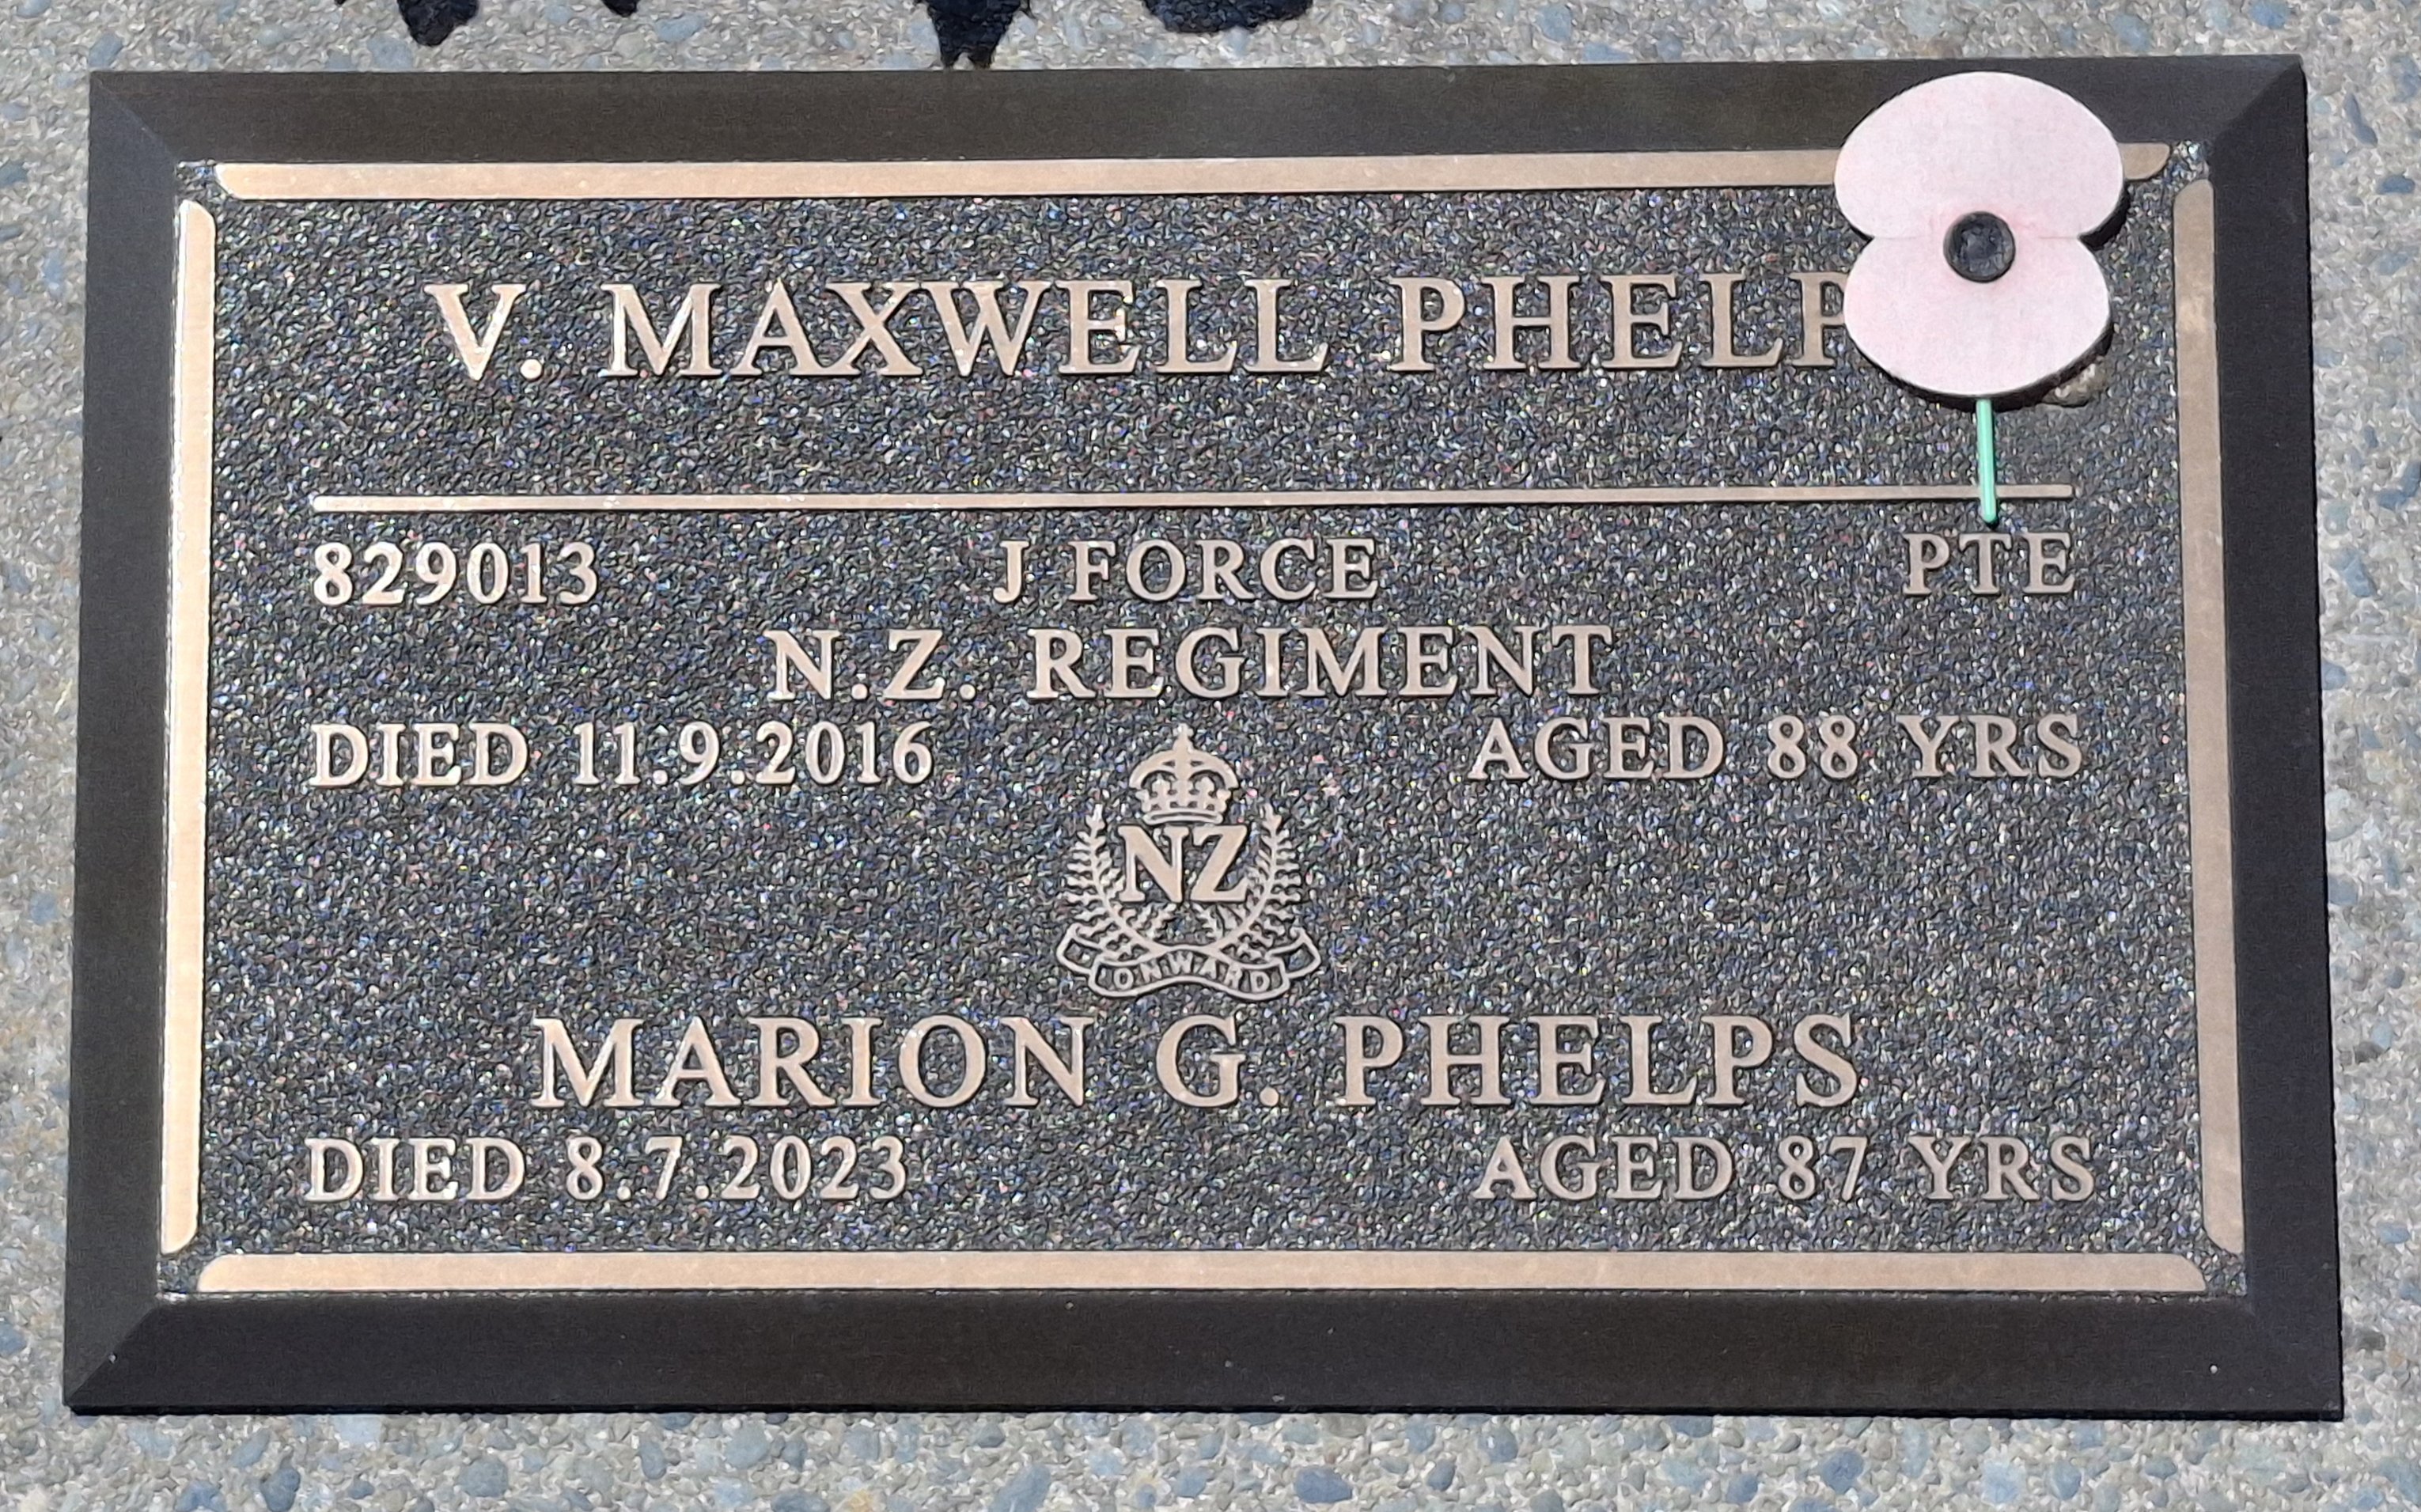 V. MAXWELL PHELP
829013 J FORCE PTE
N.Z. REGIMENT
DIED 11.9.2016 AGED 88 YRS
NZ
ONWARD
MARION G. PHELPS
DIED 8.7.2023 AGED 87 YRS